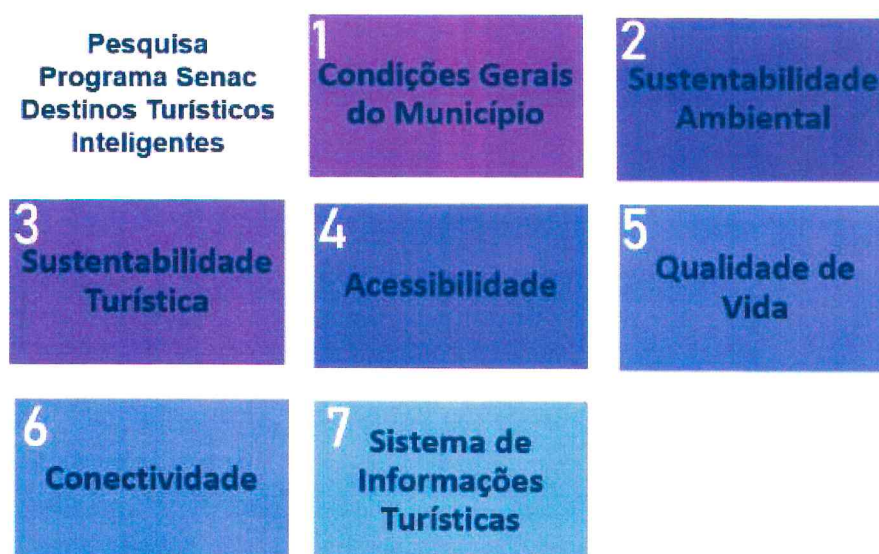 Pesquisa
Programa Senac
Destinos Turísticos
Inteligentes
1
Condições Gerais
do Município
2
Sustentabilidade
Ambiental
3
Sustentabilidade
Turística
4
Acessibilidade
5
Qualidade de
Vida
6
Conectividade
7
Sistema de
Informações
Turísticas